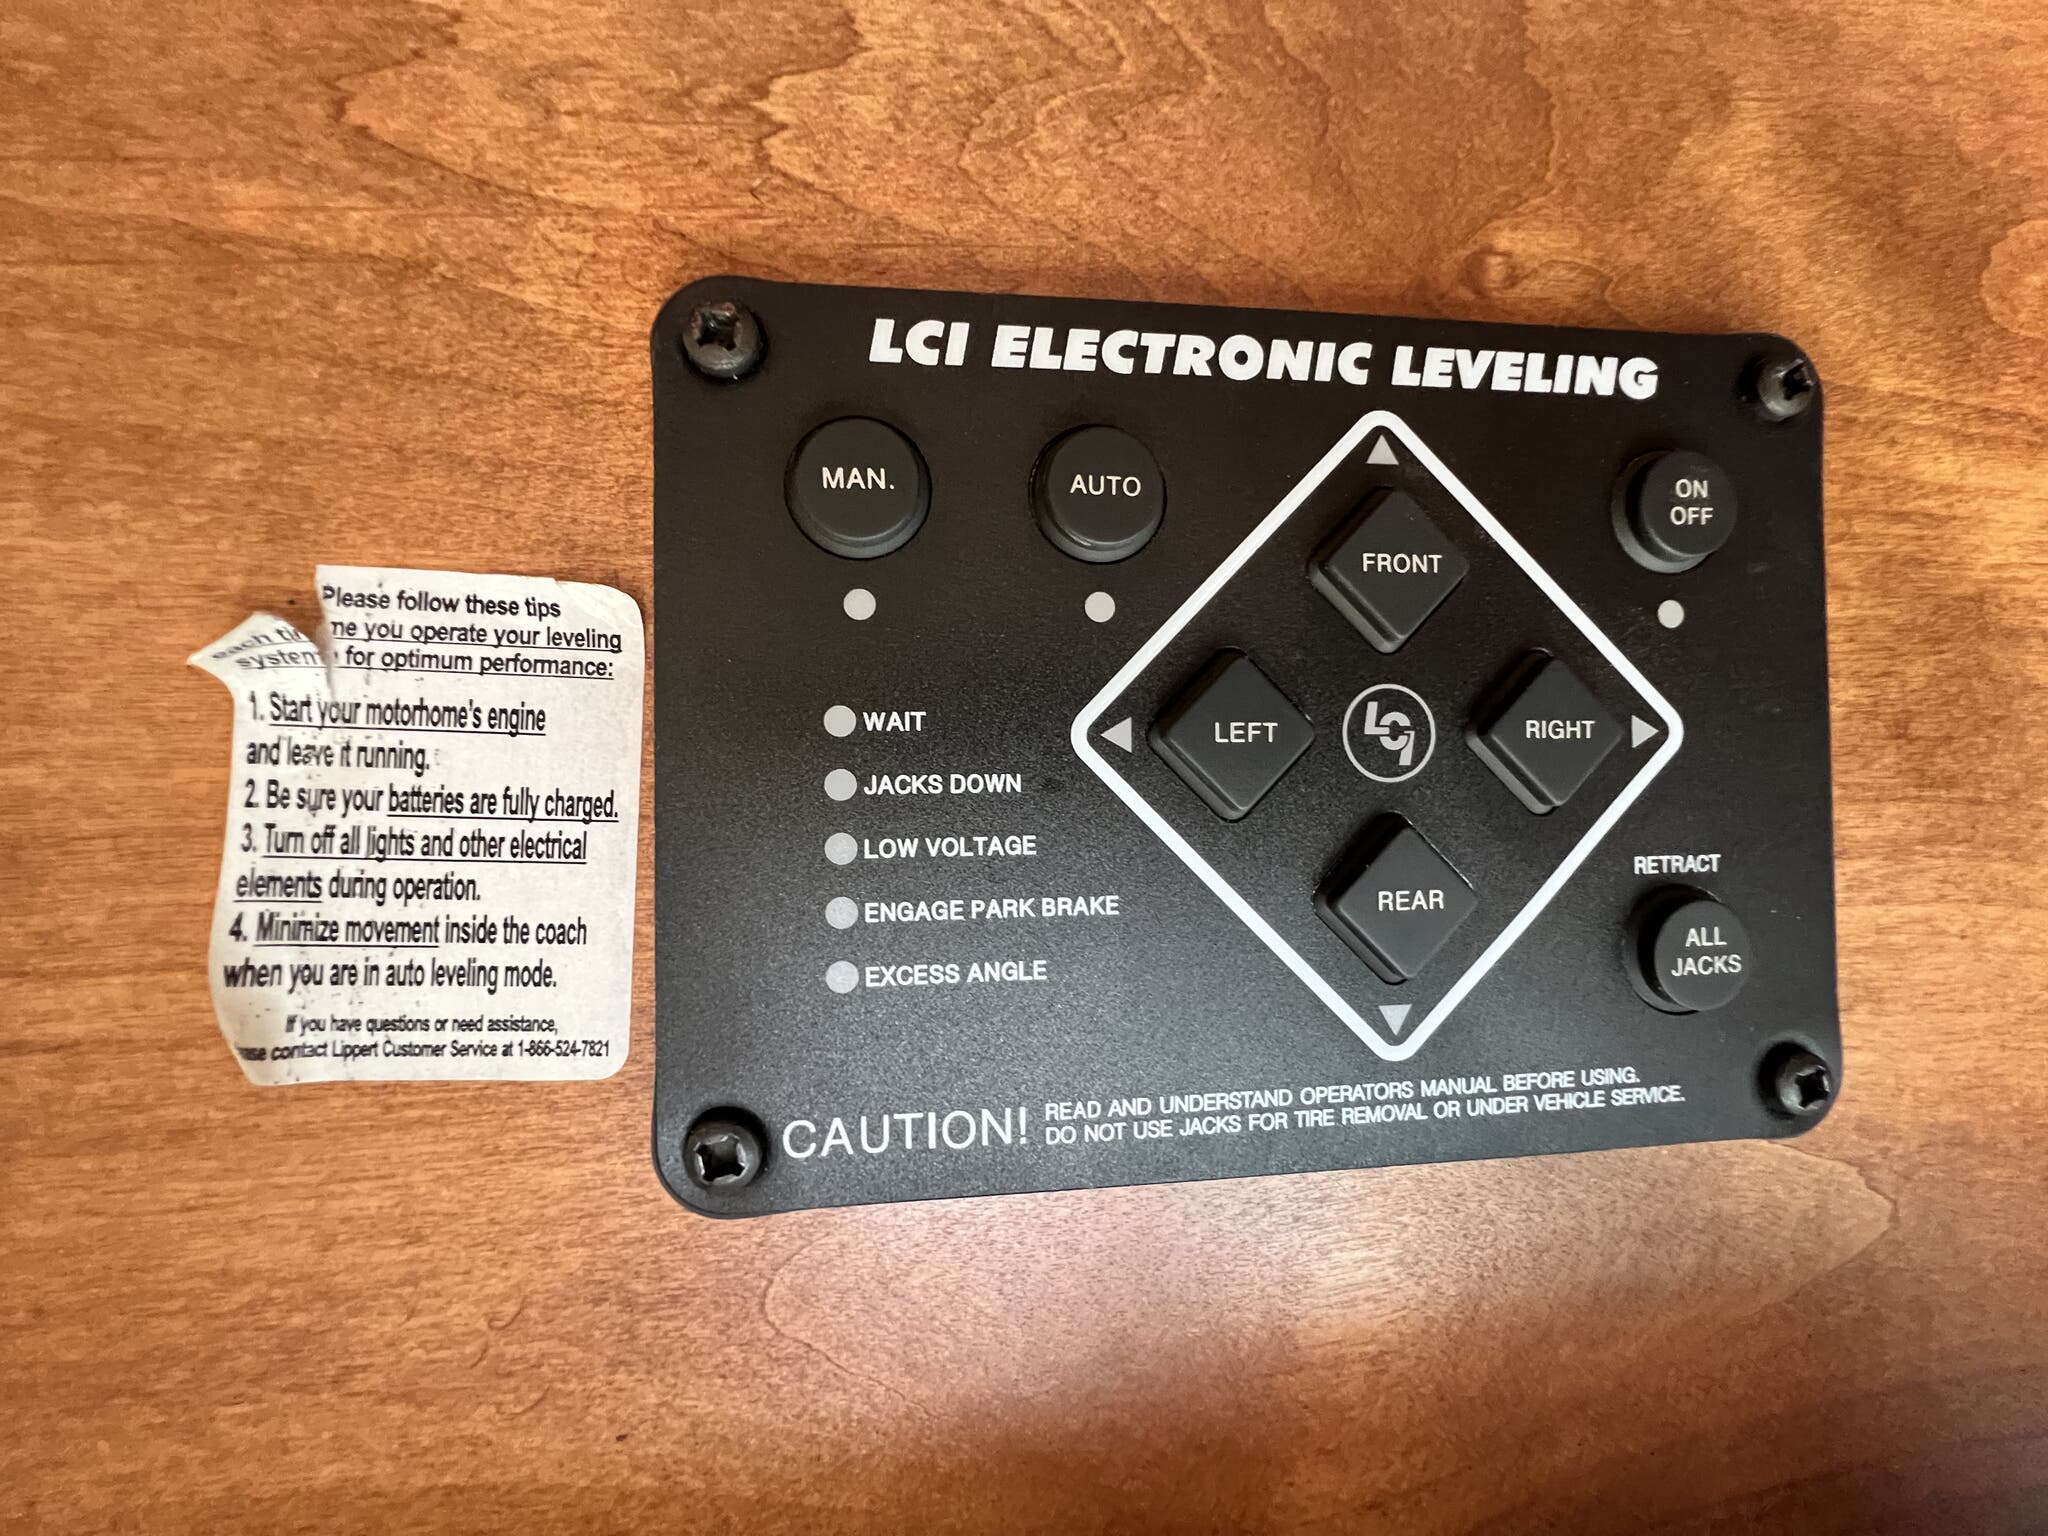 Please follow these tips
each time you operate your leveling
system for optimum performance:
1. Start your motorhome's engine
and leave it running.
2. Be sure your batteries are fully charged.
3. Turn off all lights and other electrical
elements during operation.
4. Minimize movement inside the coach
when you are in auto leveling mode.
If you have questions or need assistance,
contact Lippert Customer Service at 1-866-524-7821
LCI ELECTRONIC LEVELING
MAN.
AUTO
ON
OFF
FRONT
LEFT
LCI
RIGHT
REAR
WAIT
JACKS DOWN
LOW VOLTAGE
ENGAGE PARK BRAKE
EXCESS ANGLE
RETRACT
ALL
JACKS
CAUTION! READ AND UNDERSTAND OPERATORS MANUAL BEFORE USING.
DO NOT USE JACKS FOR TIRE REMOVAL OR UNDER VEHICLE SERVICE.